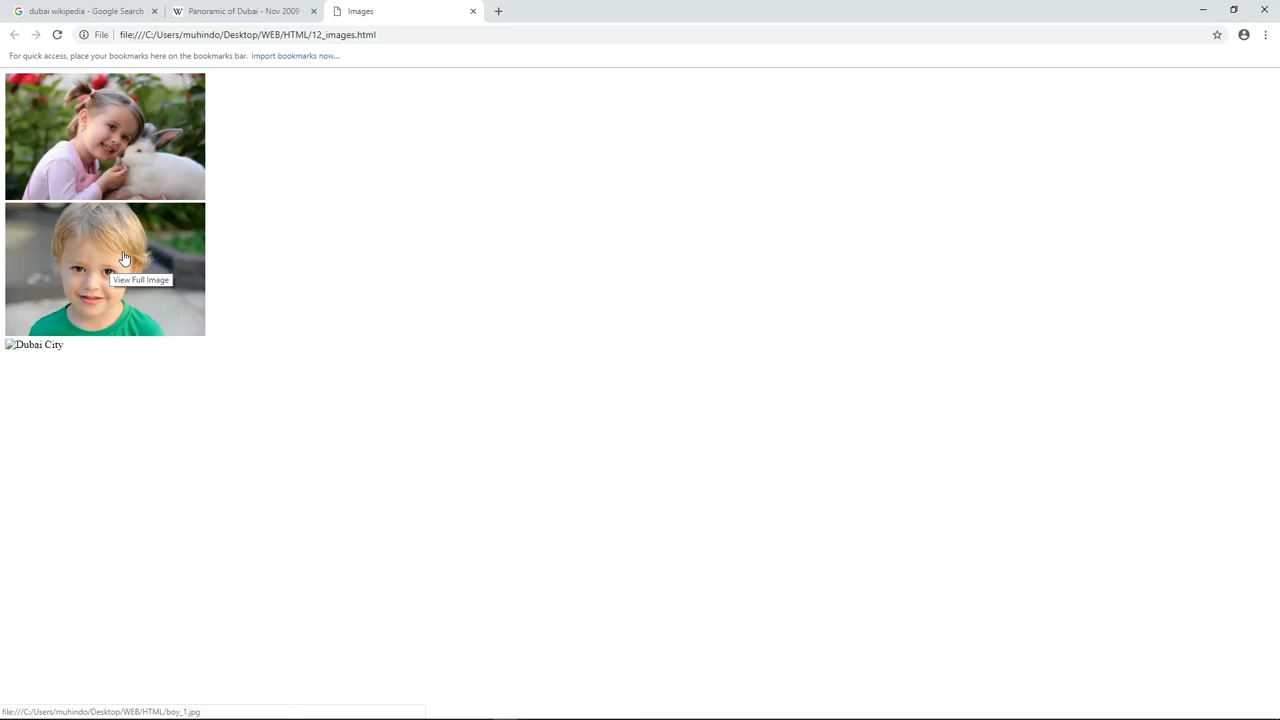 dubai wikipedia - Google Search
Panoramic of Dubai - Nov 2009
Images
File
file:///C:/Users/muhindo/Desktop/WEB/HTML/12_images.html
For quick access, place your bookmarks here on the bookmarks bar. Import bookmarks now...
View Full Image
Dubai City
file:///C:/Users/muhindo/Desktop/WEB/HTML/boy_1.jpg